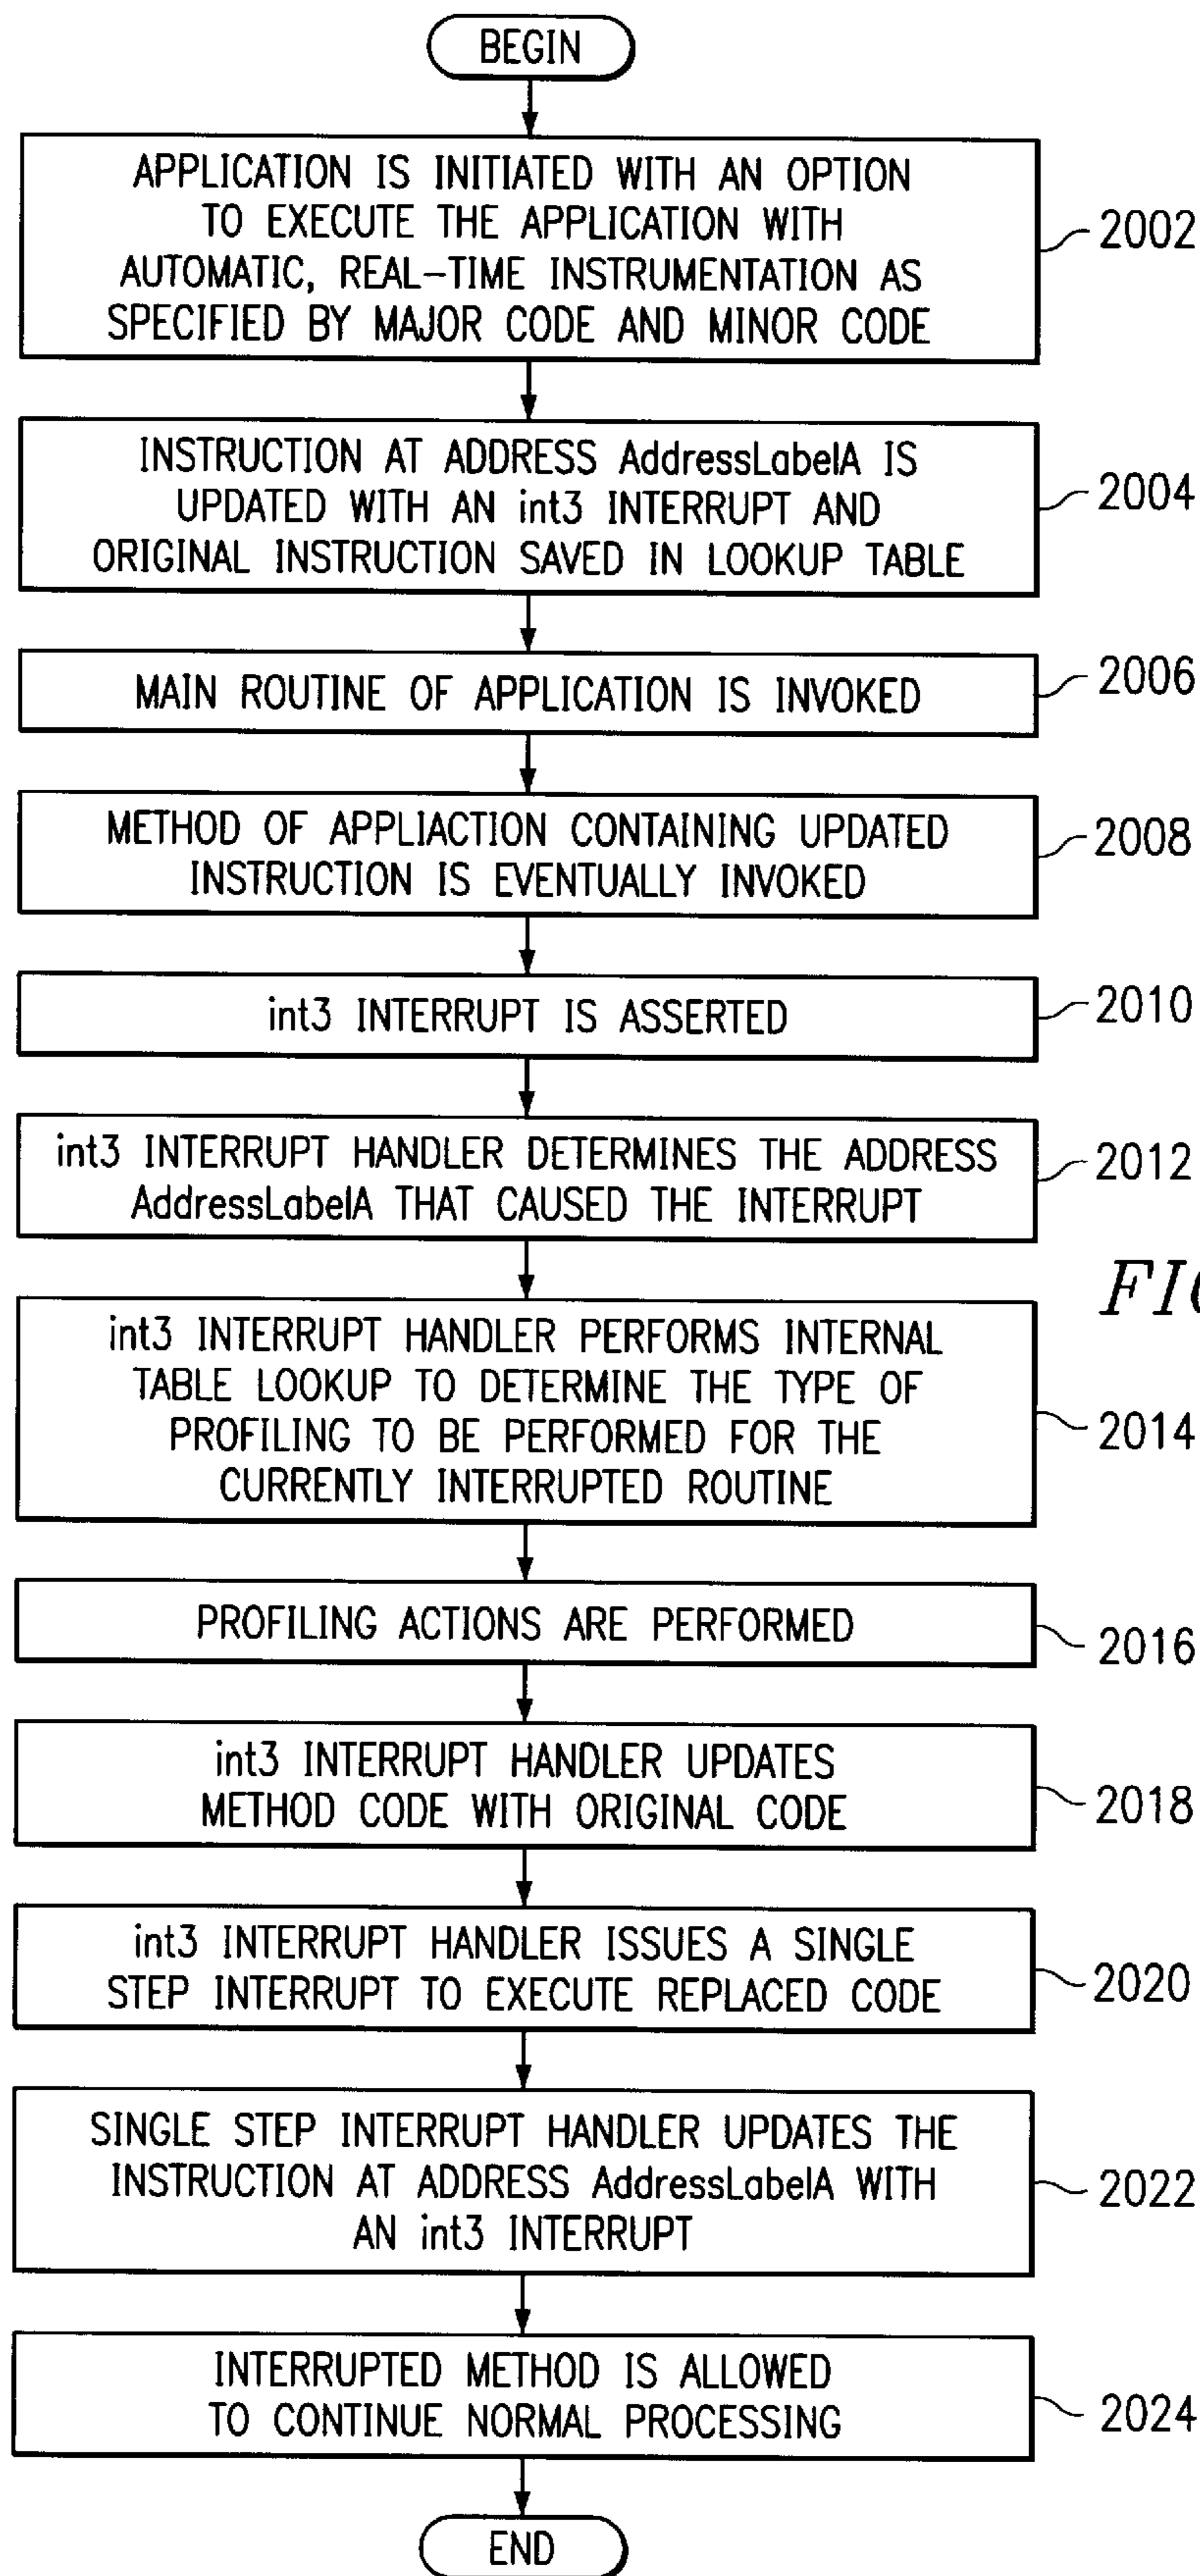 BEGIN
APPLICATION IS INITIATED WITH AN OPTION
TO EXECUTE THE APPLICATION WITH
AUTOMATIC, REAL-TIME INSTRUMENTATION AS
SPECIFIED BY MAJOR CODE AND MINOR CODE
2002
INSTRUCTION AT ADDRESS AddressLabelA IS
UPDATED WITH AN int3 INTERRUPT AND
ORIGINAL INSTRUCTION SAVED IN LOOKUP TABLE
2004
MAIN ROUTINE OF APPLICATION IS INVOKED
2006
METHOD OF APPLIACTION CONTAINING UPDATED
INSTRUCTION IS EVENTUALLY INVOKED
2008
int3 INTERRUPT IS ASSERTED
2010
int3 INTERRUPT HANDLER DETERMINES THE ADDRESS
AddressLabelA THAT CAUSED THE INTERRUPT
2012
int3 INTERRUPT HANDLER PERFORMS INTERNAL
TABLE LOOKUP TO DETERMINE THE TYPE OF
PROFILING TO BE PERFORMED FOR THE
CURRENTLY INTERRUPTED ROUTINE
2014
PROFILING ACTIONS ARE PERFORMED
2016
int3 INTERRUPT HANDLER UPDATES
METHOD CODE WITH ORIGINAL CODE
2018
int3 INTERRUPT HANDLER ISSUES A SINGLE
STEP INTERRUPT TO EXECUTE REPLACED CODE
2020
SINGLE STEP INTERRUPT HANDLER UPDATES THE
INSTRUCTION AT ADDRESS AddressLabelA WITH
AN int3 INTERRUPT
2022
INTERRUPTED METHOD IS ALLOWED
TO CONTINUE NORMAL PROCESSING
2024
END